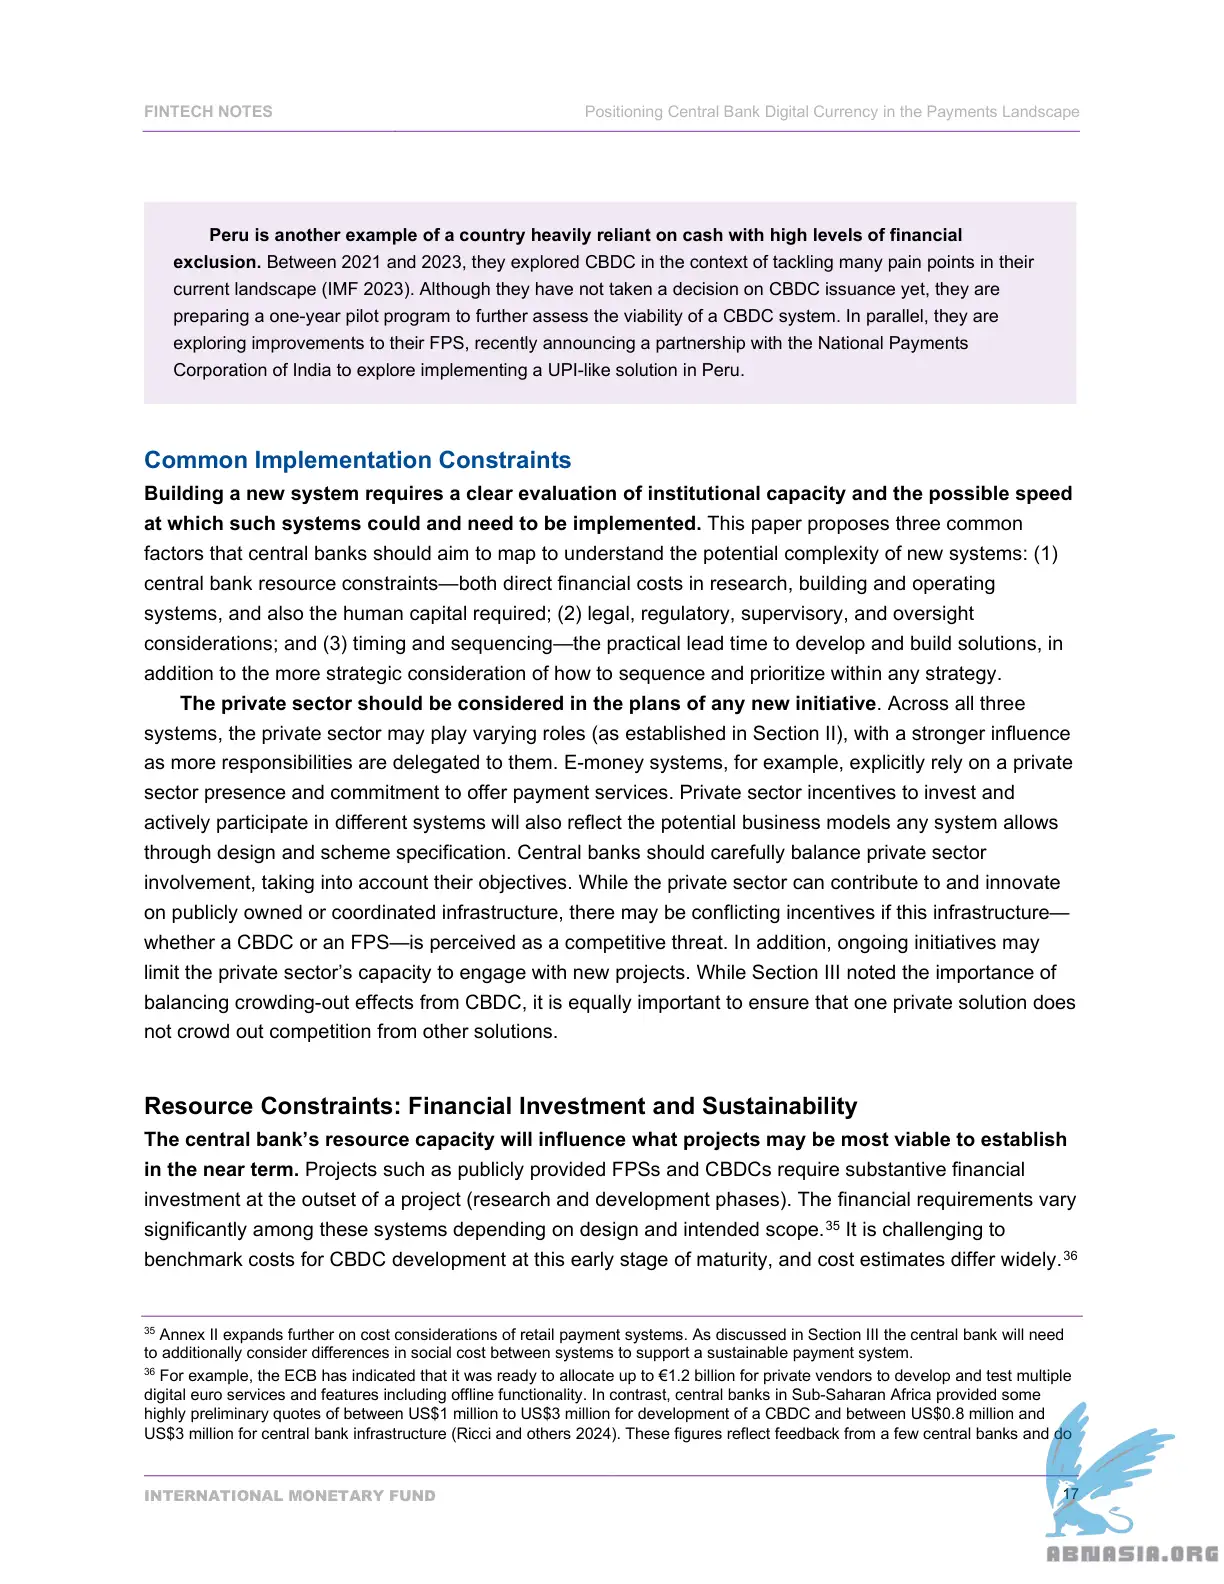 FINTECH NOTES
Positioning Central Bank Digital Currency in the Payments Landscape
Peru is another example of a country heavily reliant on cash with high levels of financial
exclusion. Between 2021 and 2023, they explored CBDC in the context of tackling many pain points in their
current landscape (IMF 2023). Although they have not taken a decision on CBDC issuance yet, they are
preparing a one-year pilot program to further assess the viability of a CBDC system. In parallel, they are
exploring improvements to their FPS, recently announcing a partnership with the National Payments
Corporation of India to explore implementing a UPI-like solution in Peru.
Common Implementation Constraints
Building a new system requires a clear evaluation of institutional capacity and the possible speed
at which such systems could and need to be implemented. This paper proposes three common
factors that central banks should aim to map to understand the potential complexity of new systems: (1)
central bank resource constraints—both direct financial costs in research, building and operating
systems, and also the human capital required; (2) legal, regulatory, supervisory, and oversight
considerations; and (3) timing and sequencing—the practical lead time to develop and build solutions, in
addition to the more strategic consideration of how to sequence and prioritize within any strategy.
The private sector should be considered in the plans of any new initiative. Across all three
systems, the private sector may play varying roles (as established in Section II), with a stronger influence
as more responsibilities are delegated to them. E-money systems, for example, explicitly rely on a private
sector presence and commitment to offer payment services. Private sector incentives to invest and
actively participate in different systems will also reflect the potential business models any system allows
through design and scheme specification. Central banks should carefully balance private sector
involvement, taking into account their objectives. While the private sector can contribute to and innovate
on publicly owned or coordinated infrastructure, there may be conflicting incentives if this infrastructure—
whether a CBDC or an FPS—is perceived as a competitive threat. In addition, ongoing initiatives may
limit the private sector’s capacity to engage with new projects. While Section III noted the importance of
balancing crowding-out effects from CBDC, it is equally important to ensure that one private solution does
not crowd out competition from other solutions.
Resource Constraints: Financial Investment and Sustainability
The central bank’s resource capacity will influence what projects may be most viable to establish
in the near term. Projects such as publicly provided FPSs and CBDCs require substantive financial
investment at the outset of a project (research and development phases). The financial requirements vary
significantly among these systems depending on design and intended scope.35 It is challenging to
benchmark costs for CBDC development at this early stage of maturity, and cost estimates differ widely.36
35 Annex II expands further on cost considerations of retail payment systems. As discussed in Section III the central bank will need
to additionally consider differences in social cost between systems to support a sustainable payment system.
36 For example, the ECB has indicated that it was ready to allocate up to €1.2 billion for private vendors to develop and test multiple
digital euro services and features including offline functionality. In contrast, central banks in Sub-Saharan Africa provided some
highly preliminary quotes of between US$1 million to US$3 million for development of a CBDC and between US$0.8 million and
US$3 million for central bank infrastructure (Ricci and others 2024). These figures reflect feedback from a few central banks and do
INTERNATIONAL MONETARY FUND
17
ABNASIA.ORG